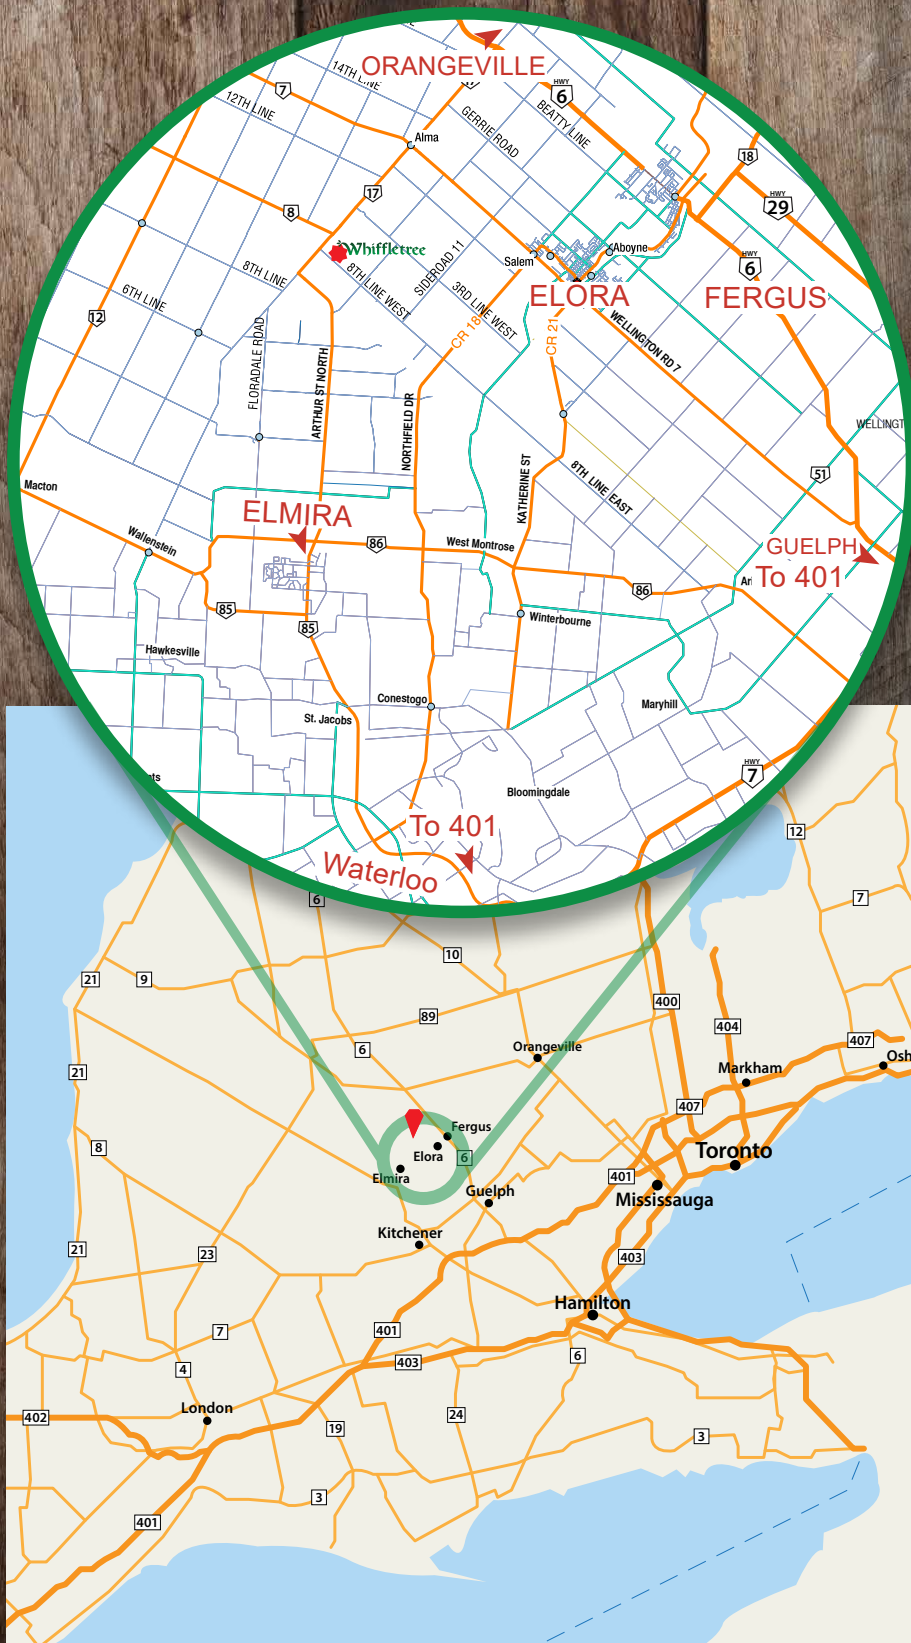 ORANGEVILLE
14TH LINE
7
12TH LINE
HWY
6
BEATTY LINE
GERRIE ROAD
Alma
18
17
HWY
29
8
Whiffletree
SIDEROAD 11
Salem
Aboyne
HWY
6
8TH LINE
8TH LINE WEST
6TH LINE
3RD LINE WEST
ELORA
FERGUS
12
CR 18
CR 21
WELLINGTON RD 7
FLORADALE ROAD
ARTHUR ST NORTH
NORTHFIELD DR
KATHERINE ST
8TH LINE EAST
WELLINGT
51
Macton
ELMIRA
Wallenstein
86
West Montrose
GUELPH
To 401
86
85
85
Winterbourne
Hawkesville
Conestogo
Maryhill
St. Jacobs
HWY
7
Bloomingdale
To 401
Waterloo
12
6
7
10
21
9
400
89
404
6
Orangeville
407
Osh
21
Markham
407
Fergus
8
Elora
6
Toronto
Elmira
401
Guelph
Mississauga
Kitchener
21
23
403
Hamilton
7
401
403
6
4
London
402
24
19
3
3
401